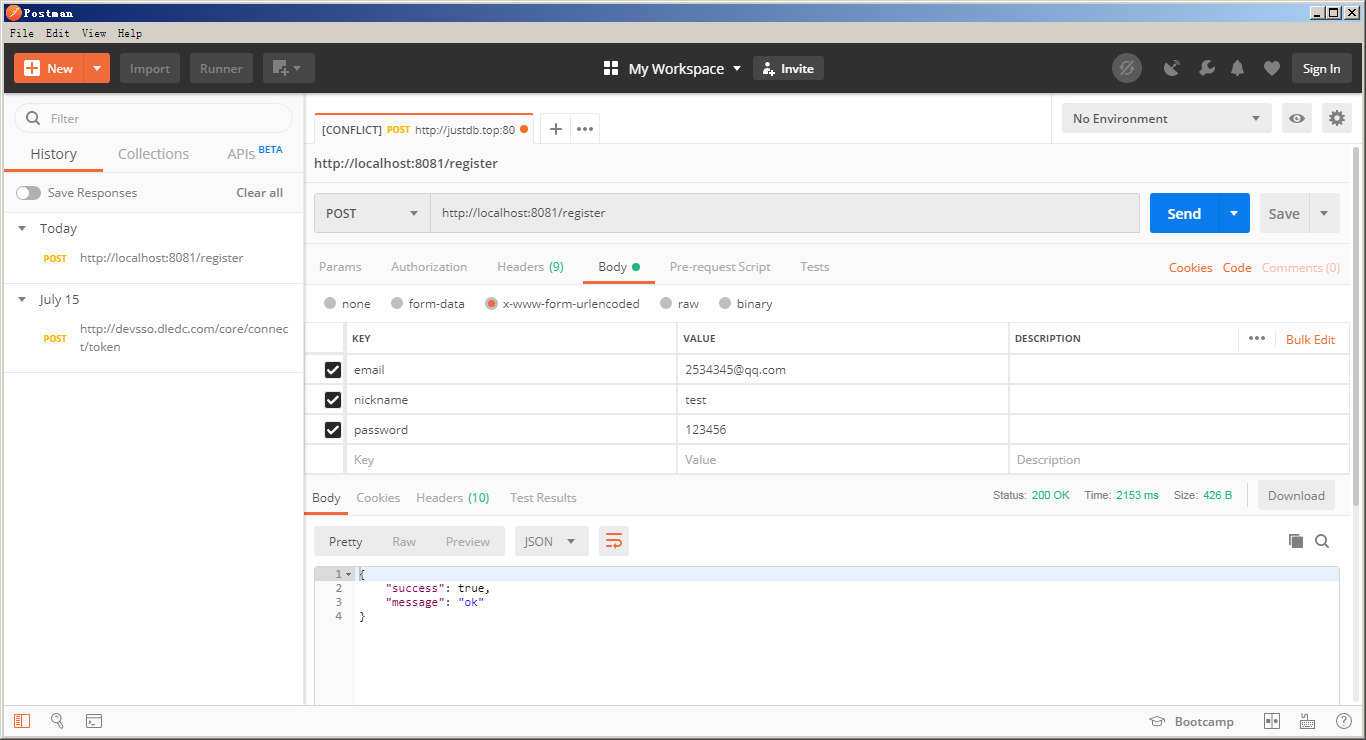 Postman
File Edit View Help
New Import Runner My Workspace Invite Sign In
Filter
History Collections APIs BETA
Save Responses Clear all
Today
POST http://localhost:8081/register
July 15
POST http://devsso.dledc.com/core/connec
t/token
[CONFLICT] POST http://justdb.top:80
No Environment
http://localhost:8081/register
POST http://localhost:8081/register Send Save
Params Authorization Headers (9) Body Pre-request Script Tests Cookies Code Comments (0)
none form-data x-www-form-urlencoded raw binary
KEY VALUE DESCRIPTION Bulk Edit
email 2534345@qq.com
nickname test
password 123456
Key Value Description
Body Cookies Headers (10) Test Results Status: 200 OK Time: 2153 ms Size: 426 B Download
Pretty Raw Preview JSON
1 {
2 "success": true,
3 "message": "ok"
4 }
Bootcamp